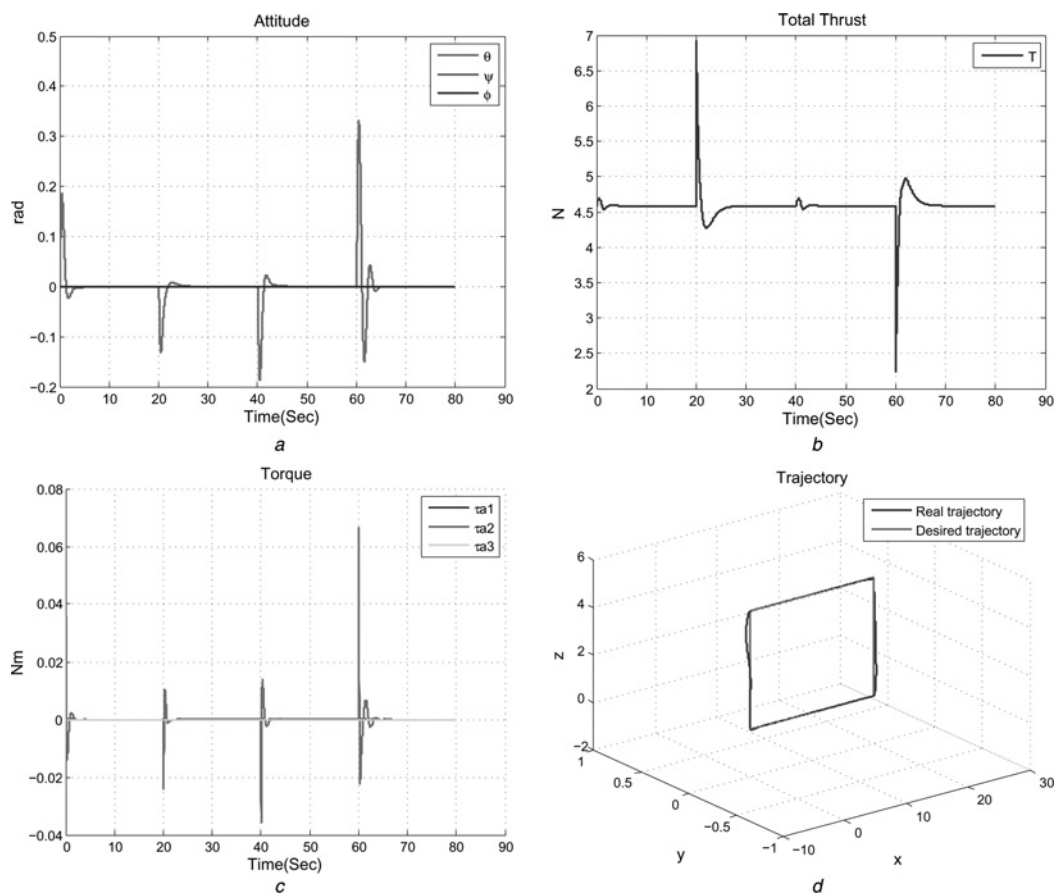 Attitude
0.5
0.4
0.3
0.2
0.1
0
−0.1
−0.2
rad
θ
ψ
ϕ
0 10 20 30 40 50 60 70 80 90
Time(Sec)
a
Total Thrust
7
6.5
6
5.5
5
4.5
4
3.5
3
2.5
2
N
T
0 10 20 30 40 50 60 70 80 90
Time(Sec)
b
Torque
0.08
0.06
0.04
0.02
0
−0.02
−0.04
Nm
τa1
τa2
τa3
0 10 20 30 40 50 60 70 80 90
Time(Sec)
c
Trajectory
Real trajectory
Desired trajectory
6
4
2
0
−2
z
1
0.5
0
−0.5
−1
y
−10
0
10
20
30
x
d